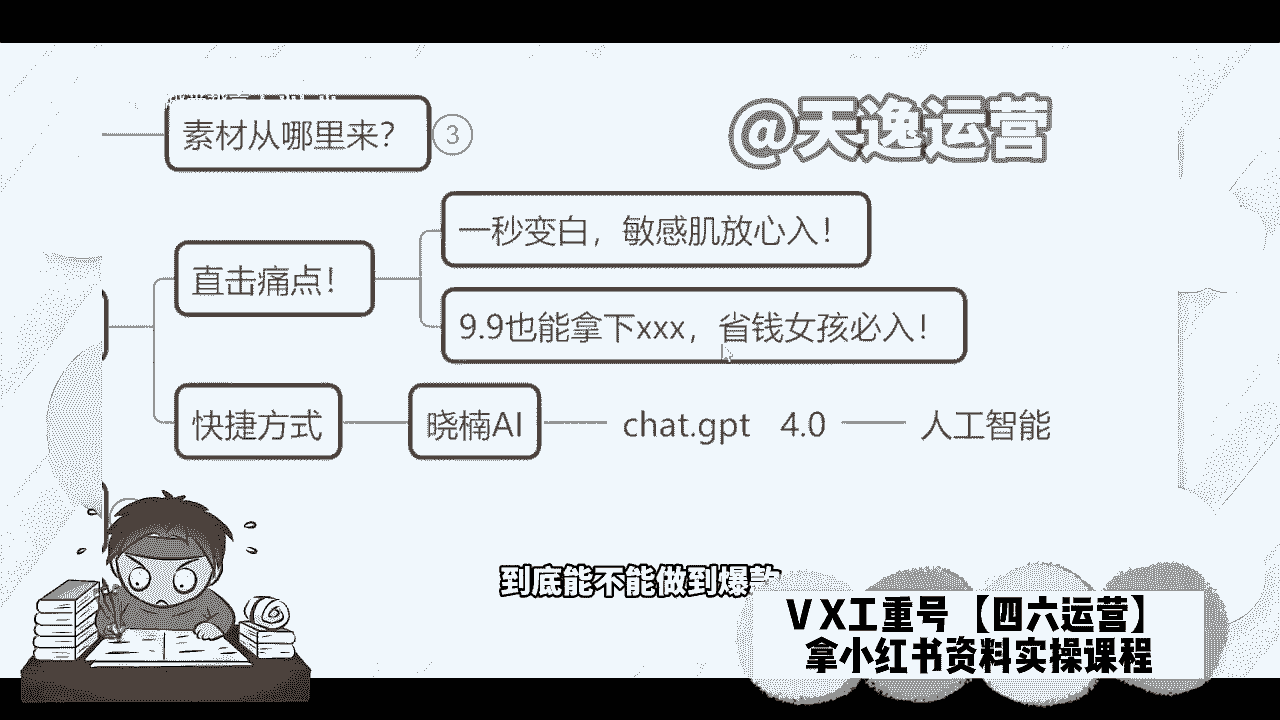 素材从哪里来？
3
@天逸运营
一秒变白，敏感肌放心入！
直击痛点！
9.9也能拿下xxx，省钱女孩必入！
快捷方式
晓楠AI
chat.gpt 4.0
人工智能
到底能不能做到爆款
VX工重号【四六运营】
拿小红书资料实操课程